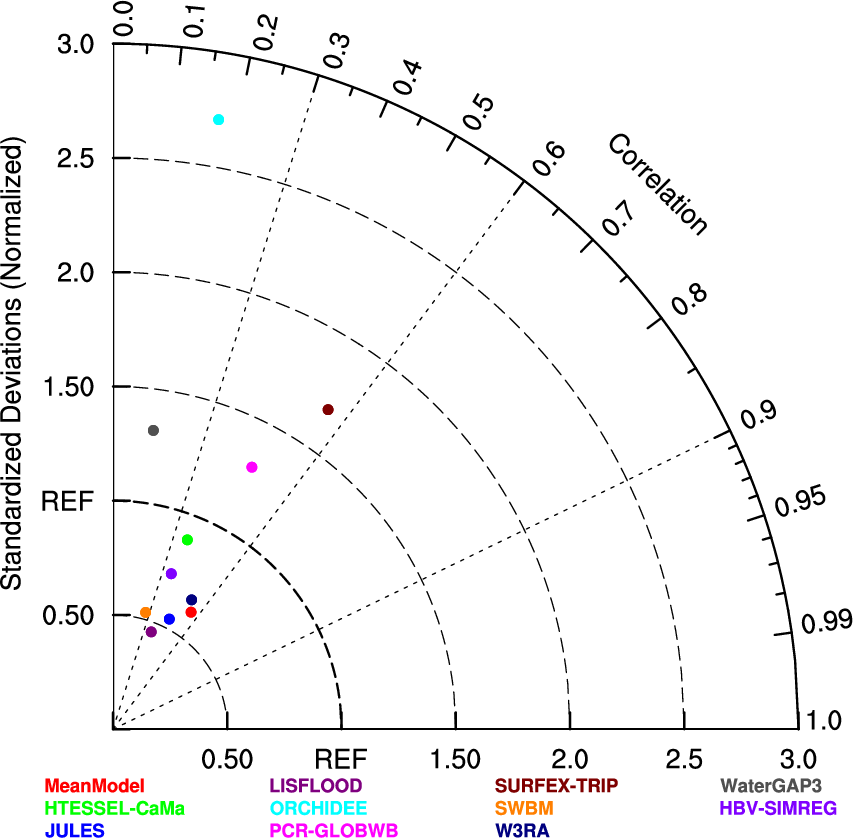 0.0
0.1
0.2
0.3
0.4
0.5
0.6
0.7
0.8
0.9
0.95
0.99
1.0
Correlation
Standardized Deviations (Normalized)
3.0
2.5
2.0
1.50
REF
0.50
0.50 REF 1.50 2.0 2.5 3.0
MeanModel LISFLOOD SURFEX-TRIP WaterGAP3
HTESSEL-CaMa ORCHIDEE SWBM HBV-SIMREG
JULES PCR-GLOBWB W3RA